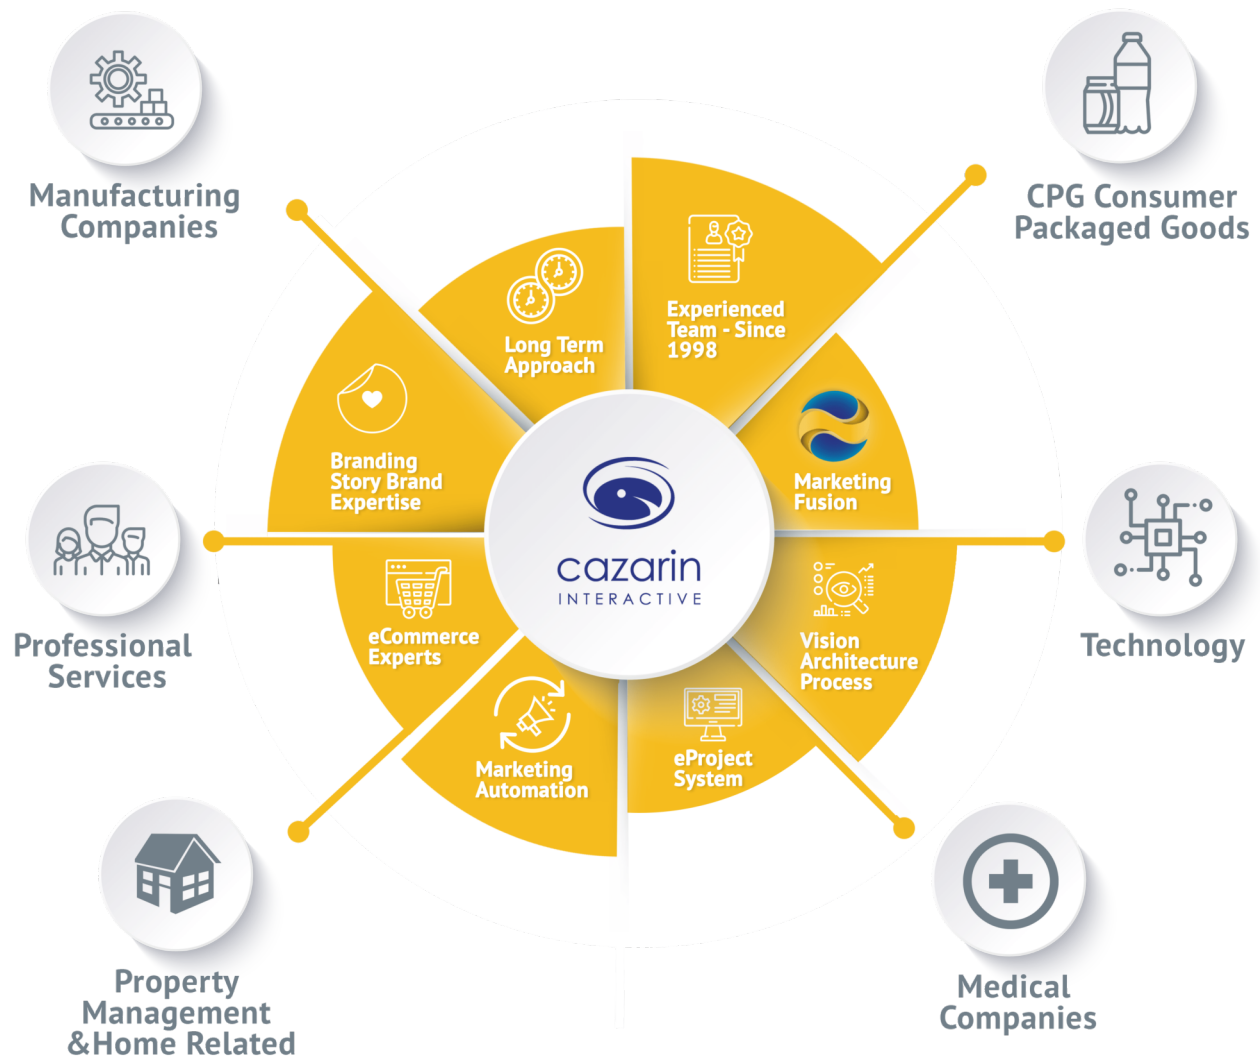 Manufacturing
Companies
CPG Consumer
Packaged Goods
Experienced
Team - Since
1998
Long Term
Approach
Branding
Story Brand
Expertise
Marketing
Fusion
cazarin
INTERACTIVE
eCommerce
Experts
Vision
Architecture
Process
Professional
Services
Technology
Marketing
Automation
eProject
System
Property
Management
&Home Related
Medical
Companies